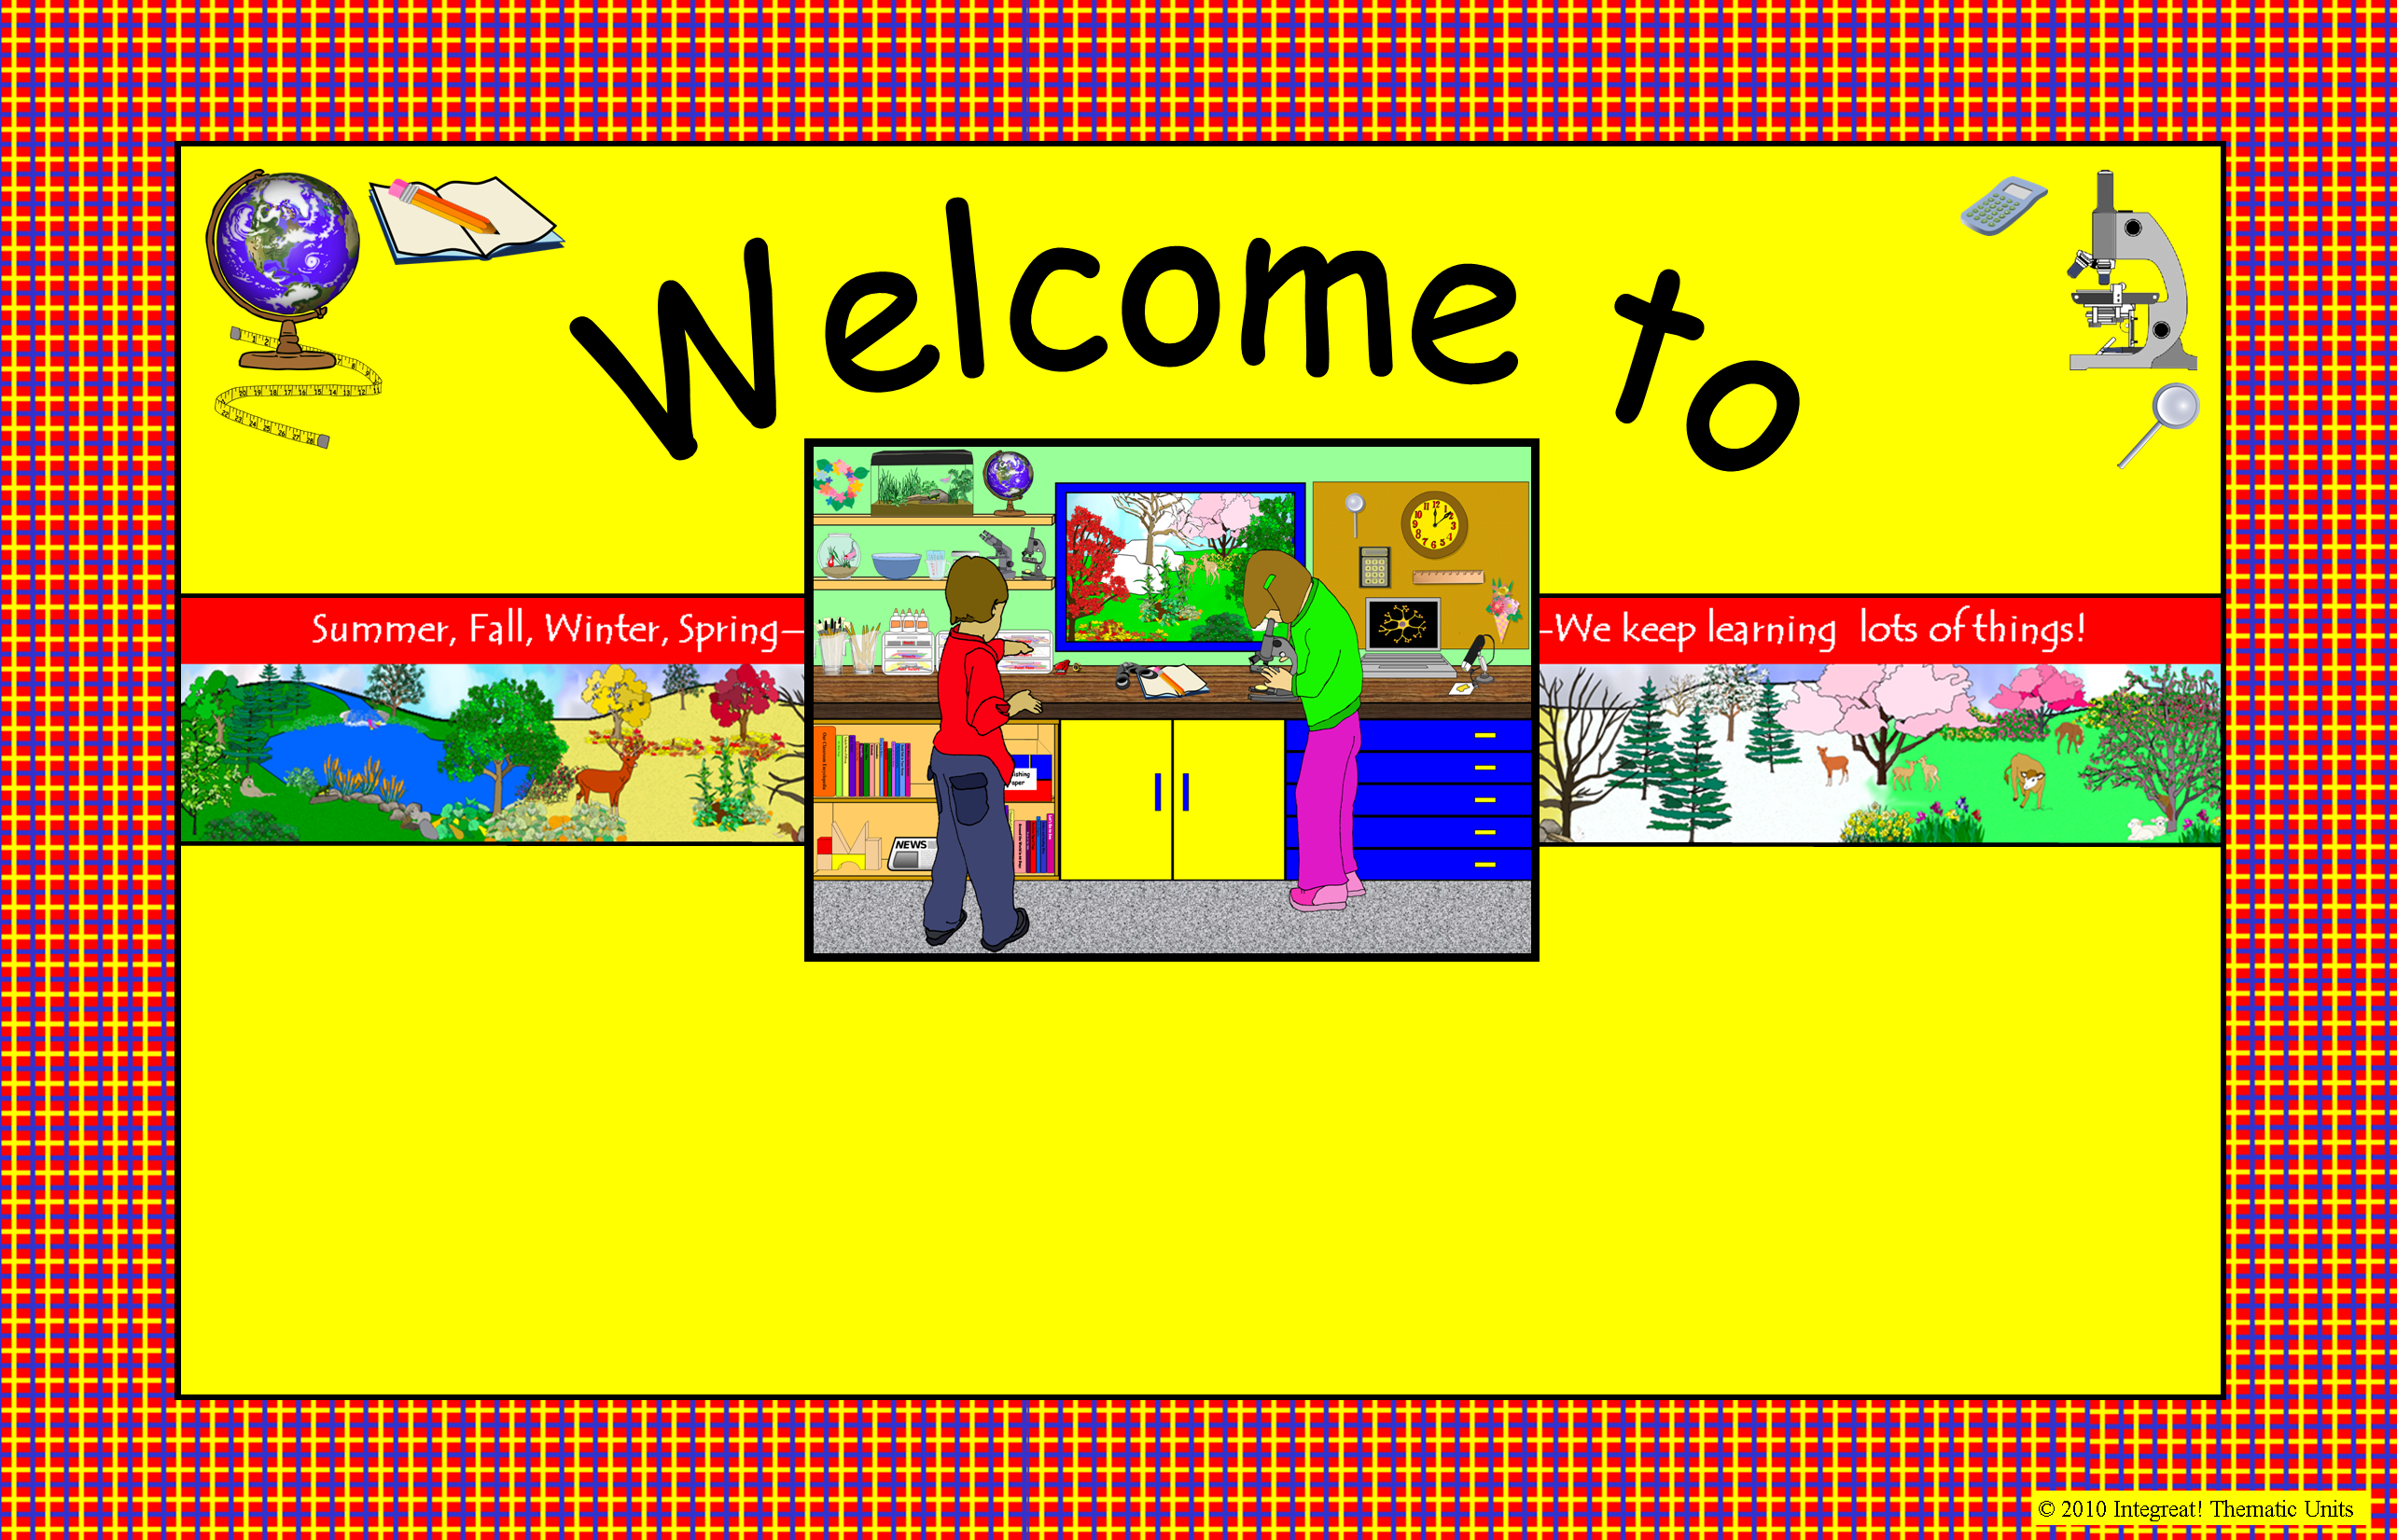 Welcome to
Summer, Fall, Winter, Spring—
—We keep learning lots of things!
NEWS
© 2010 Integreat! Thematic Units